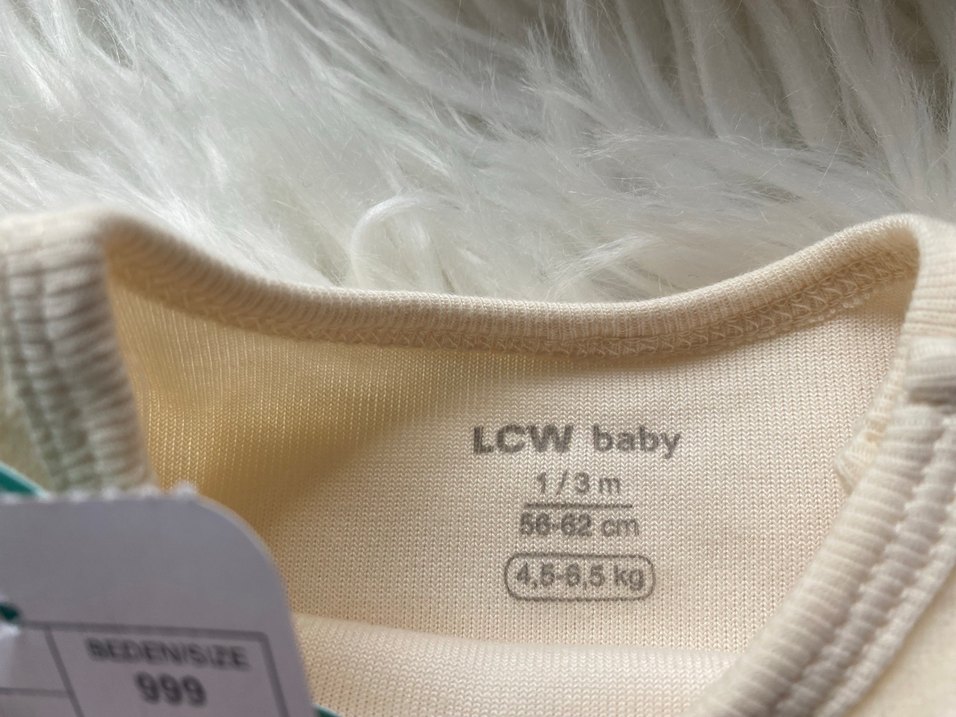 LCW baby
1 / 3 m
56-62 cm
4,5-6,5 kg
BEDEN/SIZE
999